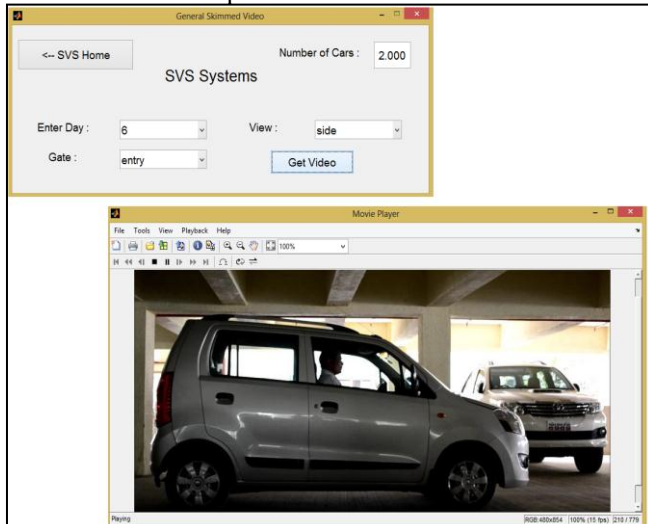 General Skimmed Video
<-- SVS Home
Number of Cars :
2.000
SVS Systems
Enter Day :
6
View :
side
Gate :
entry
Get Video
Movie Player
File Tools View Playback Help
100%
Playing
RGB:480x854 100% (15 fps) 210 / 779